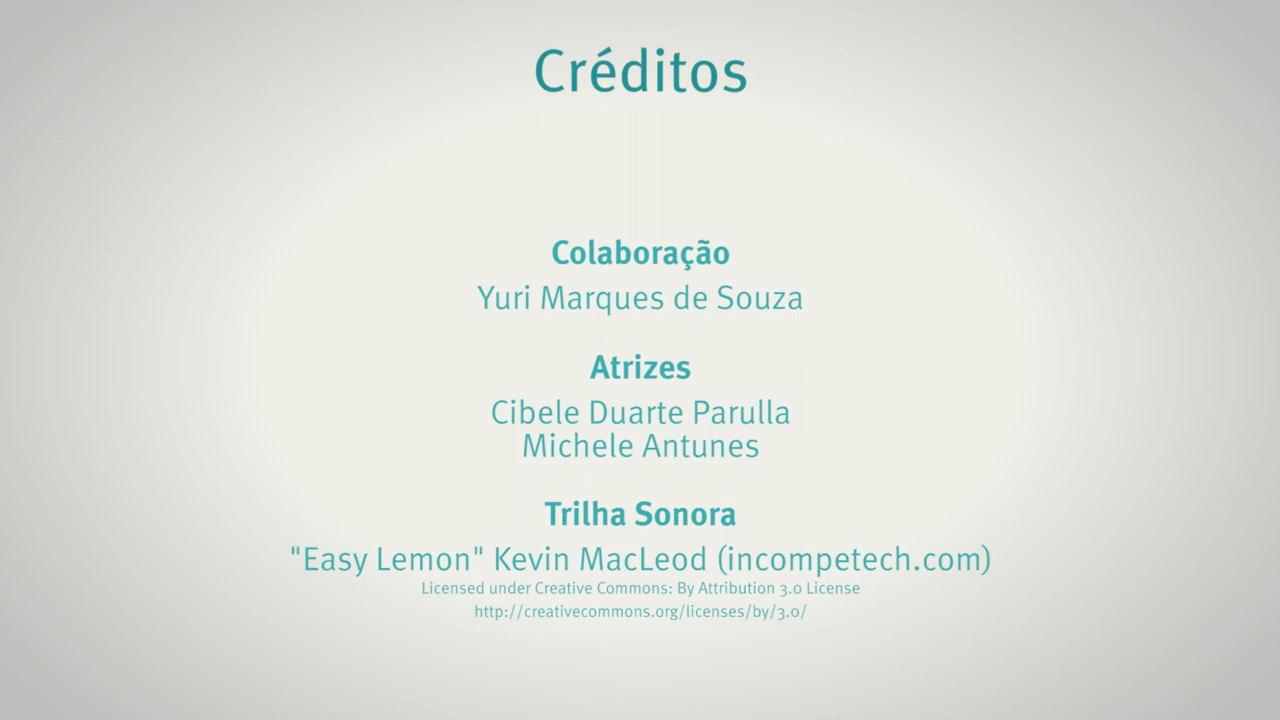 Créditos
Colaboração
Yuri Marques de Souza
Atrizes
Cibele Duarte Parulla
Michele Antunes
Trilha Sonora
"Easy Lemon" Kevin MacLeod (incompetech.com)
Licensed under Creative Commons: By Attribution 3.0 License
http://creativecommons.org/licenses/by/3.0/